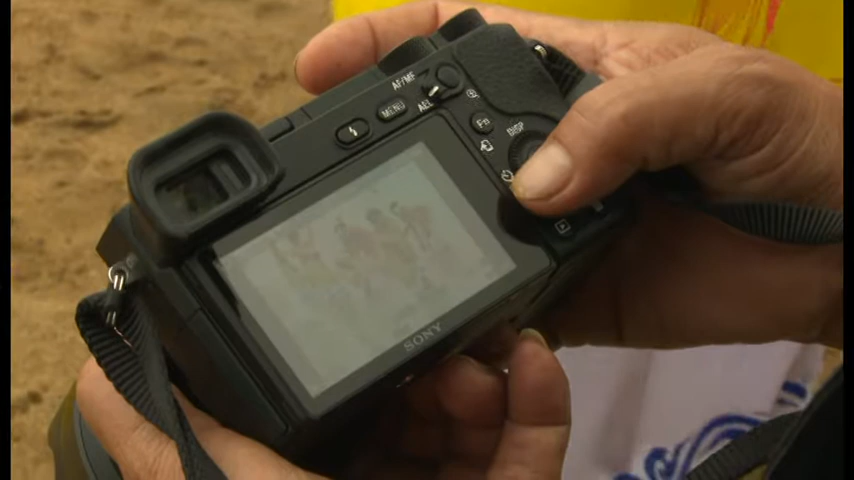 AF/MF
AEL
MENU
Fn
DISP
SONY